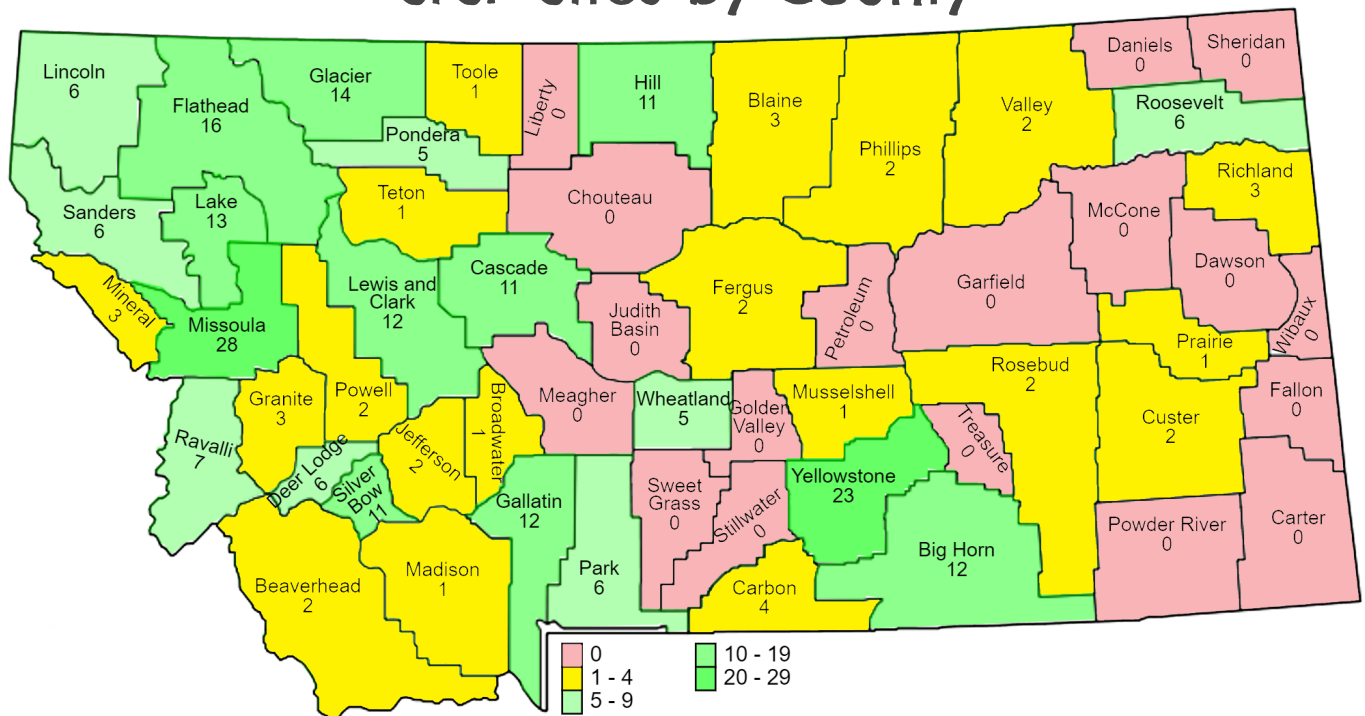 by County
Lincoln
6
Flathead
16
Glacier
14
Toole
1
Liberty
0
Hill
11
Blaine
3
Phillips
2
Valley
2
Daniels
0
Sheridan
0
Roosevelt
6
Pondera
5
Richland
3
Sanders
6
Lake
13
Teton
1
Chouteau
0
McCone
0
Mineral
3
Missoula
28
Lewis and
Clark
12
Cascade
11
Judith
Basin
0
Fergus
2
Petroleum
0
Garfield
0
Dawson
0
Wibaux
0
Prairie
1
Ravalli
7
Granite
3
Powell
2
Jefferson
2
Broadwater
1
Meagher
0
Wheatland
5
Golden
Valley
0
Musselshell
1
Rosebud
2
Treasure
0
Custer
2
Fallon
0
Deer Lodge
6
Silver
Bow
11
Gallatin
12
Sweet
Grass
0
Stillwater
0
Yellowstone
23
Big Horn
12
Powder River
0
Carter
0
Beaverhead
2
Madison
1
Park
6
Carbon
4
0
1 - 4
5 - 9
10 - 19
20 - 29